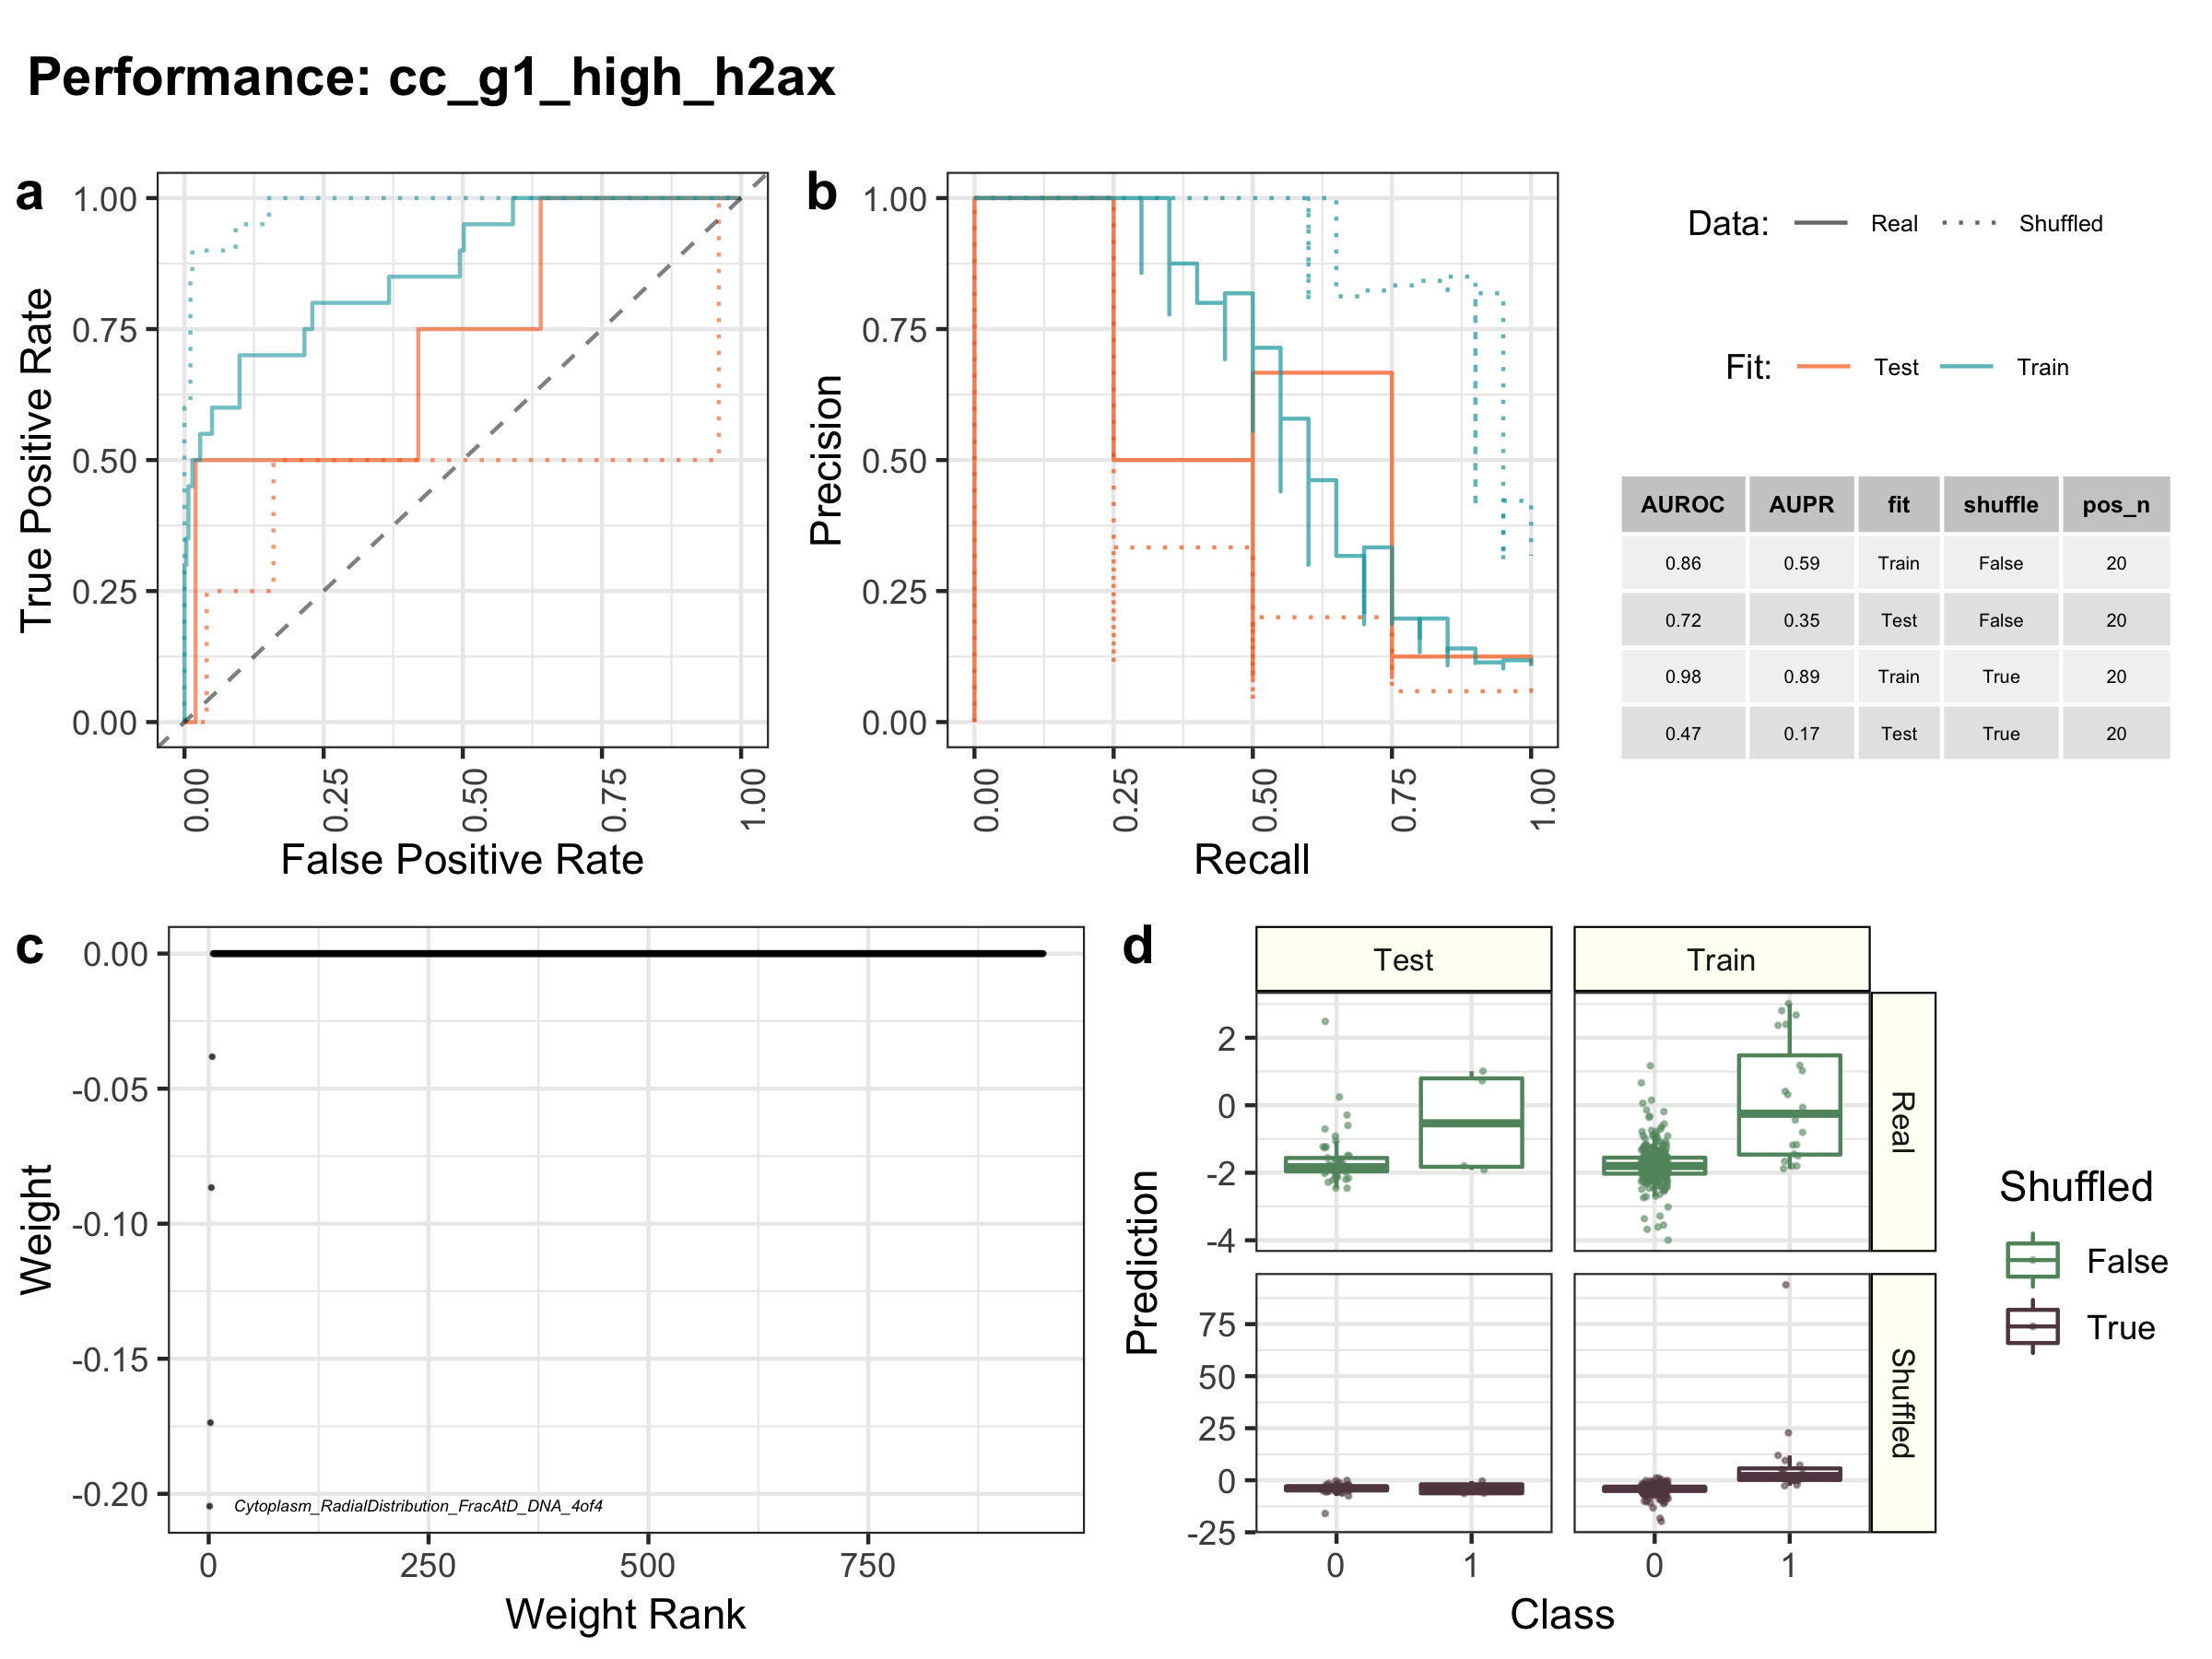 Performance: cc_g1_high_h2ax
a
1.00
0.75
0.50
0.25
0.00
True Positive Rate
0.00
0.25
0.50
0.75
1.00
False Positive Rate
b
1.00
0.75
0.50
0.25
0.00
Precision
0.00
0.25
0.50
0.75
1.00
Recall
Data: Real Shuffled
Fit: Test Train
AUROC AUPR fit shuffle pos_n
0.86 0.59 Train False 20
0.72 0.35 Test False 20
0.98 0.89 Train True 20
0.47 0.17 Test True 20
c
0.00
-0.05
-0.10
-0.15
-0.20
Weight
Cytoplasm_RadialDistribution_FracAtD_DNA_4of4
0 250 500 750
Weight Rank
d
Test Train
2
0
-2
-4
Real
75
50
25
0
-25
Shuffled
Prediction
0 1 0 1
Class
Shuffled
False
True